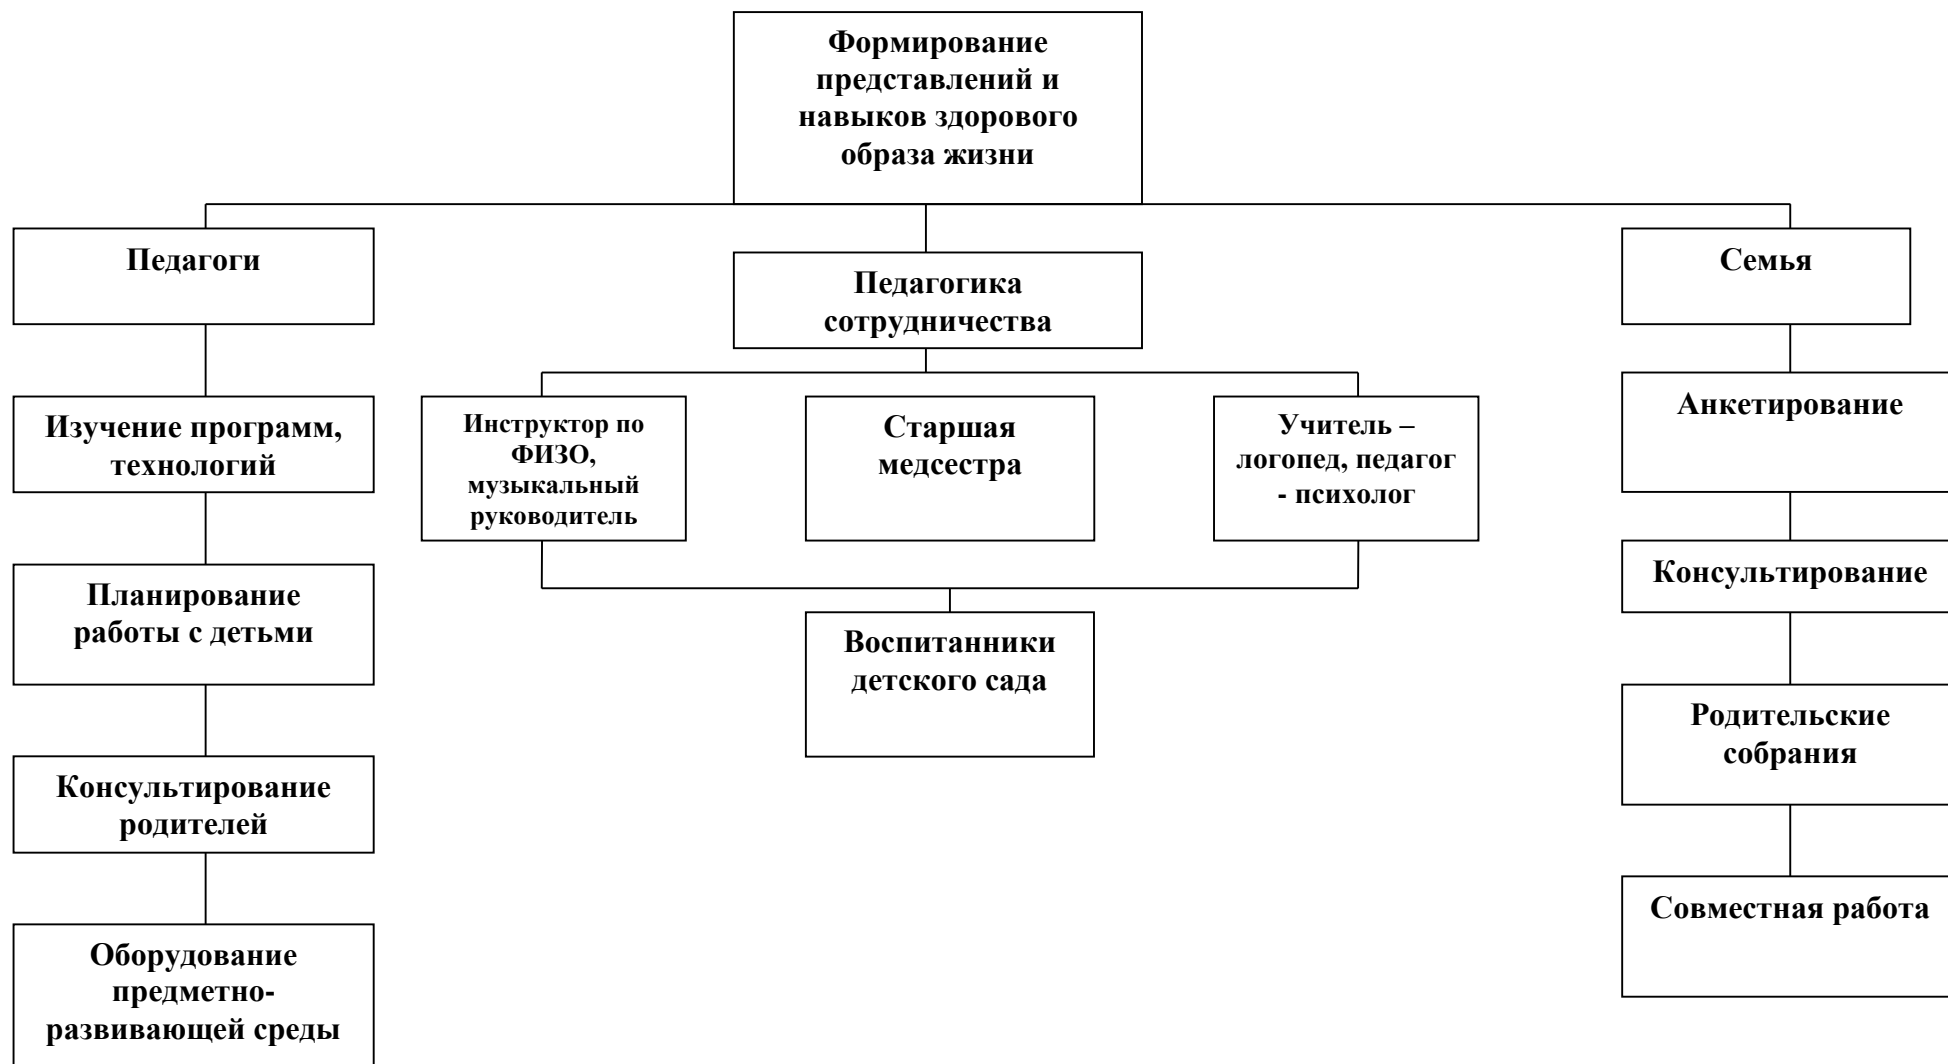 Формирование
представлений и
навыков здорового
образа жизни
Педагоги
Педагогика
сотрудничества
Семья
Изучение программ,
технологий
Инструктор по
ФИЗО,
музыкальный
руководитель
Старшая
медсестра
Учитель –
логопед, педагог
- психолог
Анкетирование
Планирование
работы с детьми
Воспитанники
детского сада
Консультирование
Родительские
собрания
Консультирование
родителей
Совместная работа
Оборудование
предметно-
развивающей среды